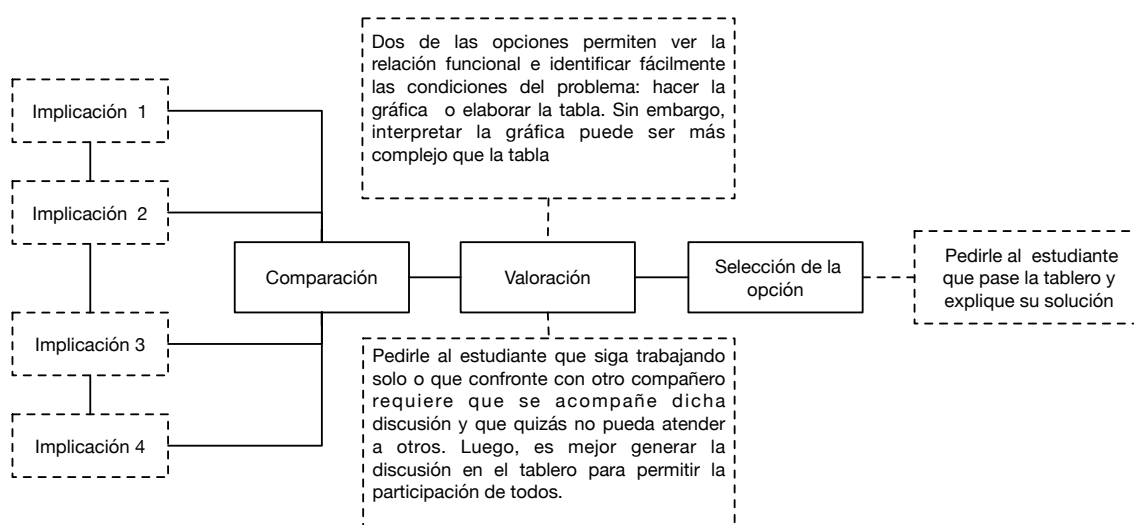 Dos de las opciones permiten ver la
relación funcional e identificar fácilmente
las condiciones del problema: hacer la
gráfica o elaborar la tabla. Sin embargo,
interpretar la gráfica puede ser más
complejo que la tabla
Implicación 1
Implicación 2
Implicación 3
Implicación 4
Comparación
Valoración
Selección de la
opción
Pedirle al estudiante
que pase la tablero y
explique su solución
Pedirle al estudiante que siga trabajando
solo o que confronte con otro compañero
requiere que se acompañe dicha
discusión y que quizás no pueda atender
a otros. Luego, es mejor generar la
discusión en el tablero para permitir la
participación de todos.